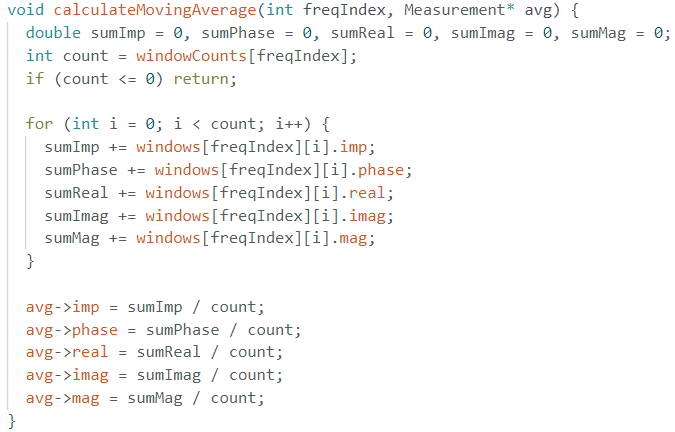 void calculateMovingAverage(int freqIndex, Measurement* avg) {
  double sumImp = 0, sumPhase = 0, sumReal = 0, sumImag = 0, sumMag = 0;
  int count = windowCounts[freqIndex];
  if (count <= 0) return;

  for (int i = 0; i < count; i++) {
    sumImp += windows[freqIndex][i].imp;
    sumPhase += windows[freqIndex][i].phase;
    sumReal += windows[freqIndex][i].real;
    sumImag += windows[freqIndex][i].imag;
    sumMag += windows[freqIndex][i].mag;
  }

  avg->imp = sumImp / count;
  avg->phase = sumPhase / count;
  avg->real = sumReal / count;
  avg->imag = sumImag / count;
  avg->mag = sumMag / count;
}